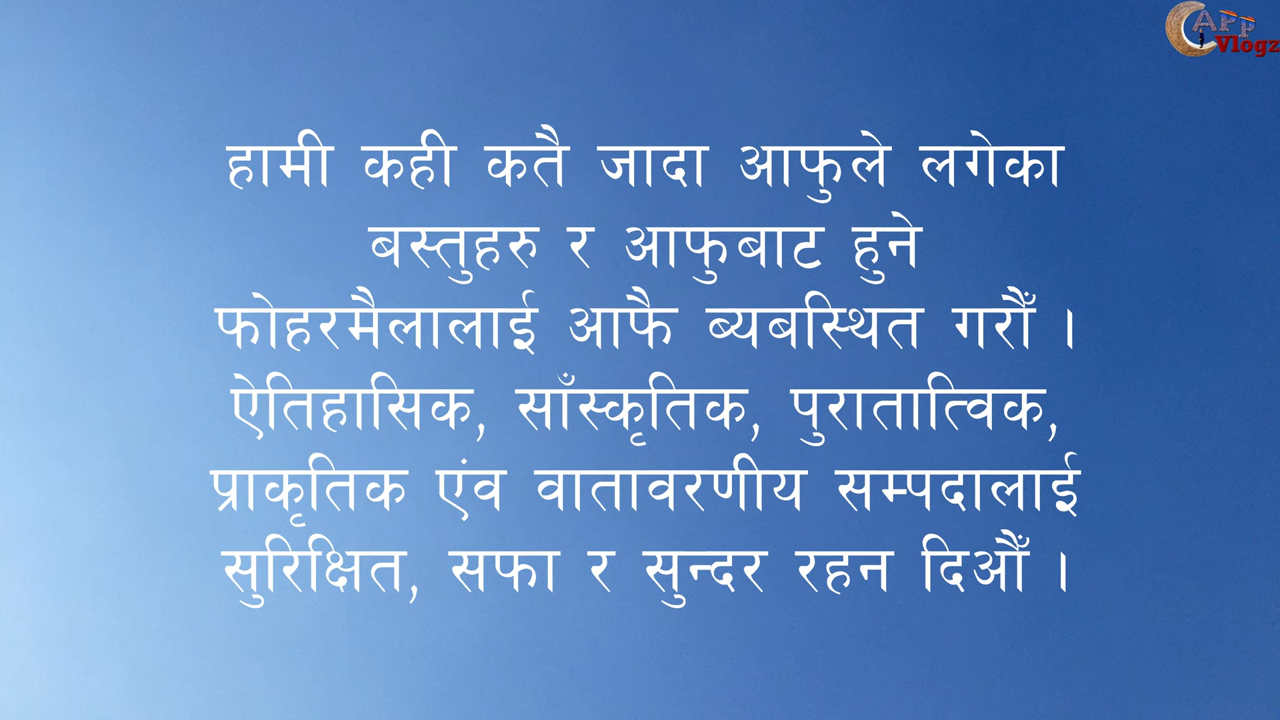 APP
Vlogz
हामी कही कतै जादा आफुले लगेका
बस्तुहरु र आफुबाट हुने
फोहरमैलालाई आफै ब्यबस्थित गरौँ ।
ऐतिहासिक, साँस्कृतिक, पुरातात्विक,
प्राकृतिक एंव वातावरणीय सम्पदालाई
सुरिक्षित, सफा र सुन्दर रहन दिऔँ ।